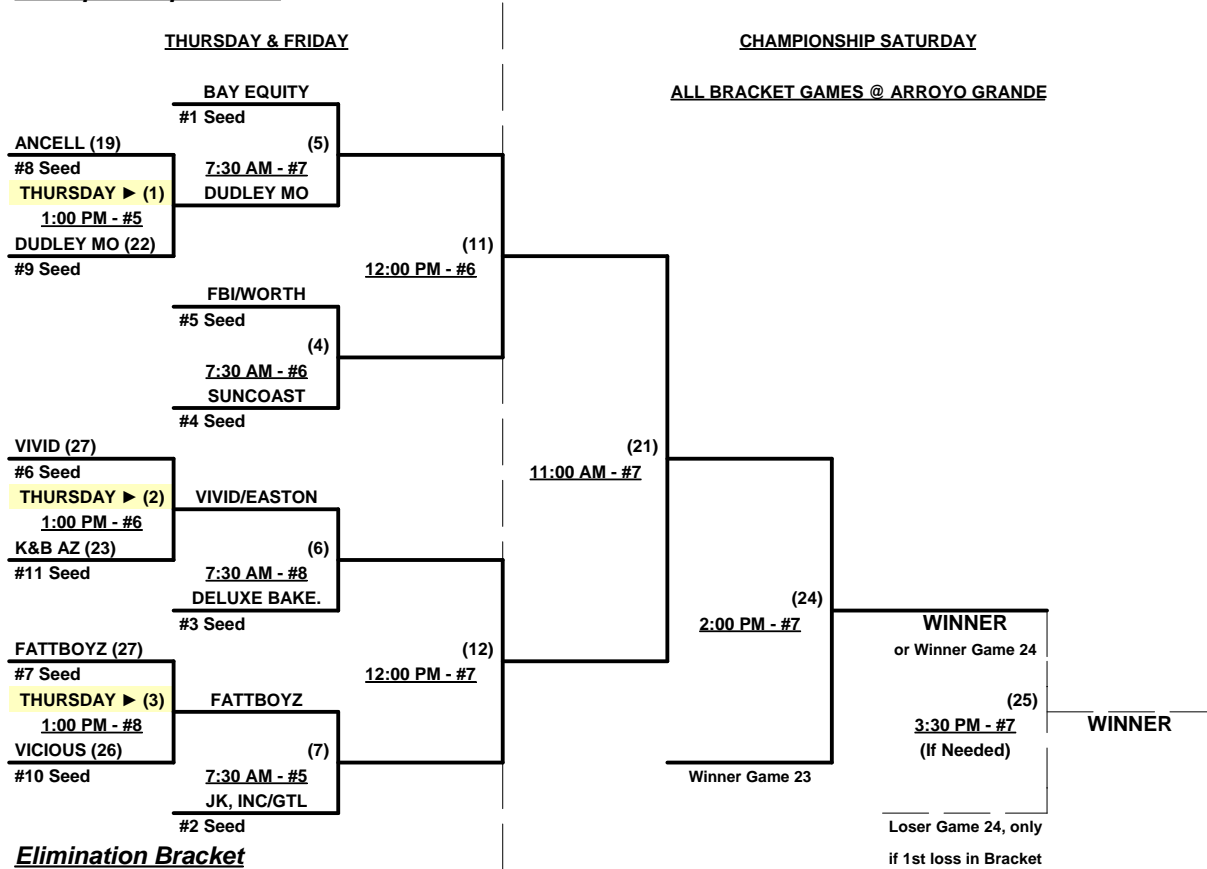 THURSDAY & FRIDAY
CHAMPIONSHIP SATURDAY
ALL BRACKET GAMES @ ARROYO GRANDE
BAY EQUITY
#1 Seed
ANCELL (19)
(5)
#8 Seed
7:30 AM - #7
THURSDAY ► (1)
DUDLEY MO
1:00 PM - #5
DUDLEY MO (22)
(11)
#9 Seed
12:00 PM - #6
FBI/WORTH
#5 Seed
(4)
7:30 AM - #6
SUNCOAST
#4 Seed
VIVID (27)
(21)
#6 Seed
11:00 AM - #7
THURSDAY ► (2)
VIVID/EASTON
1:00 PM - #6
K&B AZ (23)
(6)
#11 Seed
7:30 AM - #8
DELUXE BAKE.
(24)
#3 Seed
2:00 PM - #7
WINNER
FATTBOYZ (27)
(12)
or Winner Game 24
#7 Seed
12:00 PM - #7
THURSDAY ► (3)
FATTBOYZ
(25)
1:00 PM - #8
3:30 PM - #7
WINNER
VICIOUS (26)
(7)
(If Needed)
#10 Seed
7:30 AM - #5
Winner Game 23
JK, INC/GTL
#2 Seed
Loser Game 24, only
Elimination Bracket
if 1st loss in Bracket